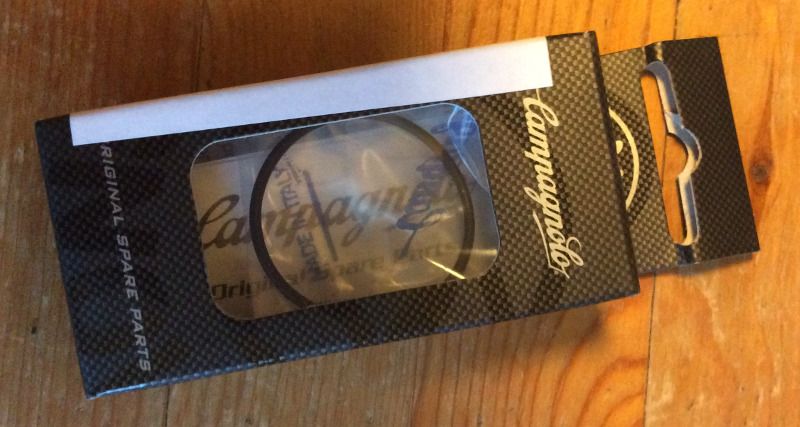 Campagnolo
ORIGINAL SPARE PARTS
Campagnolo
Original Spare Parts
MADE IN ITALY